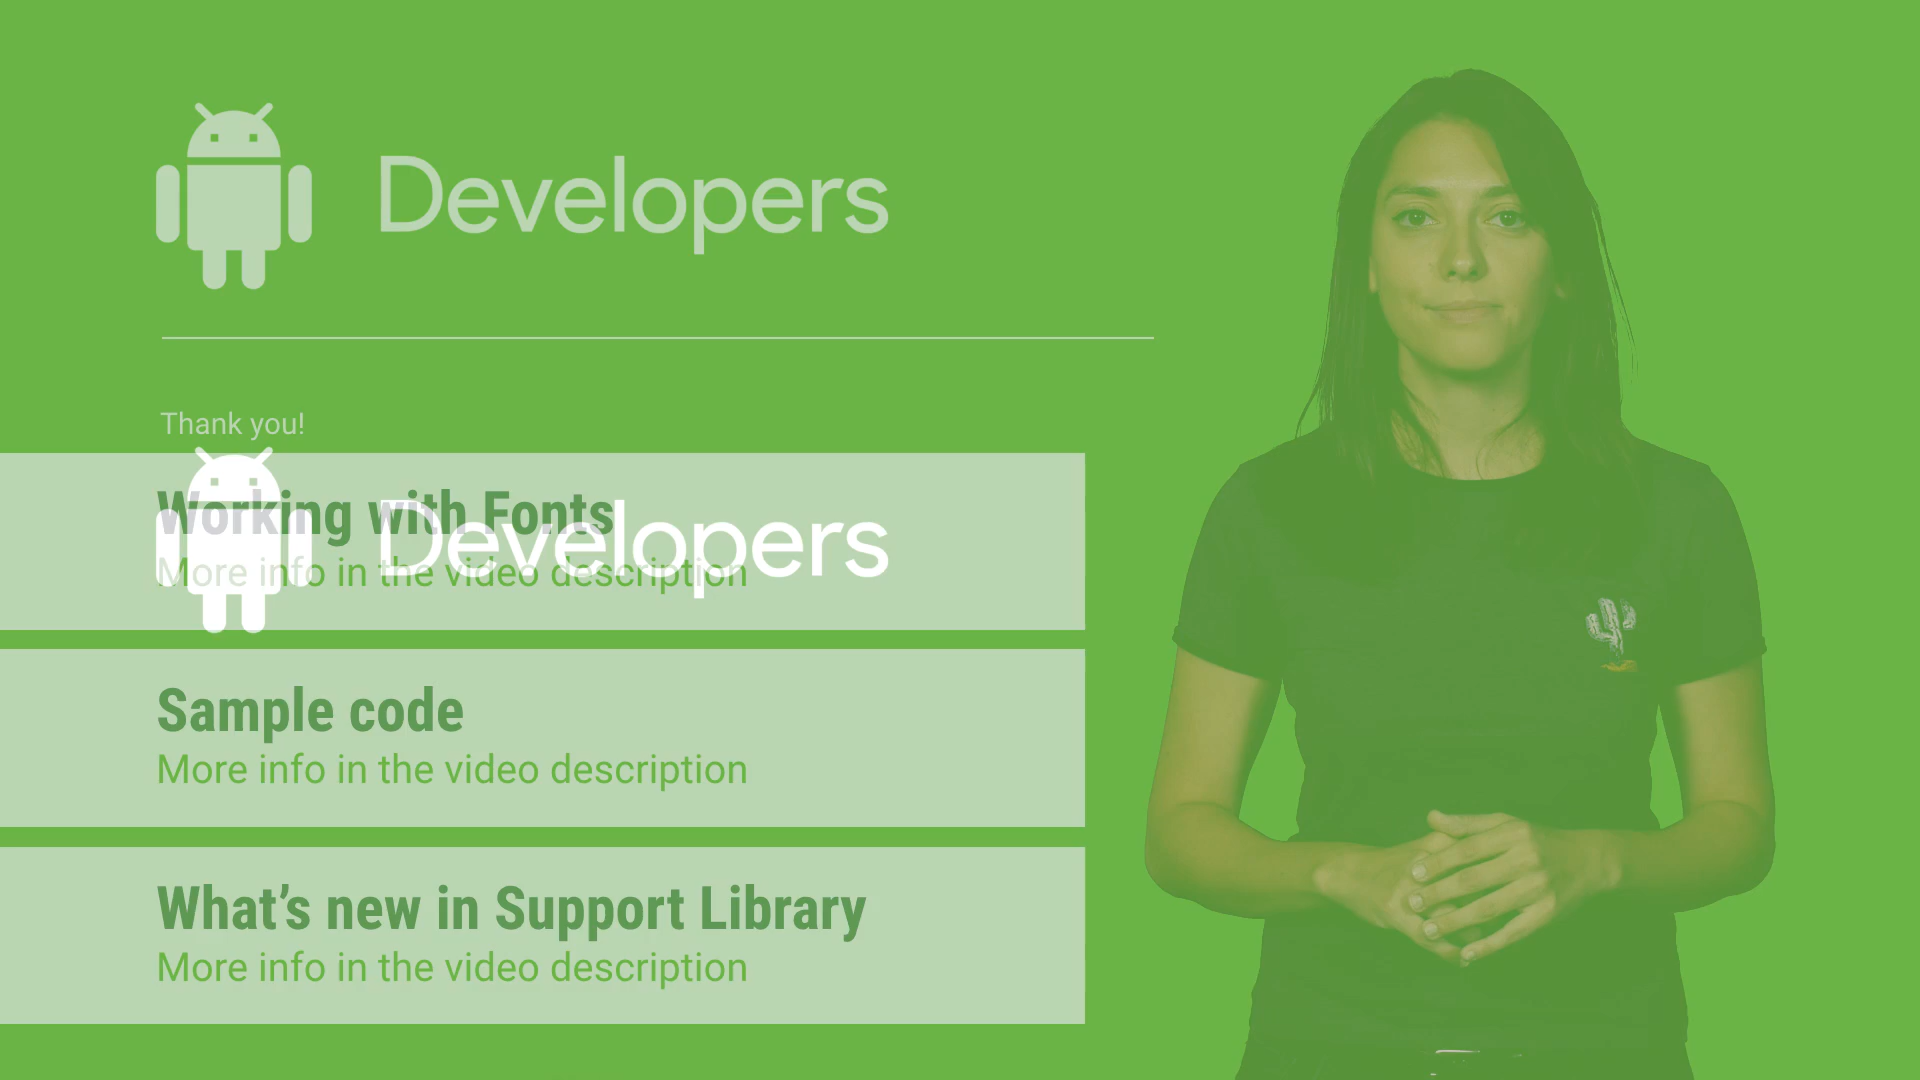 Developers
Thank you!
Working with Fonts
Developers
More info in the video description
Sample code
More info in the video description
What’s new in Support Library
More info in the video description